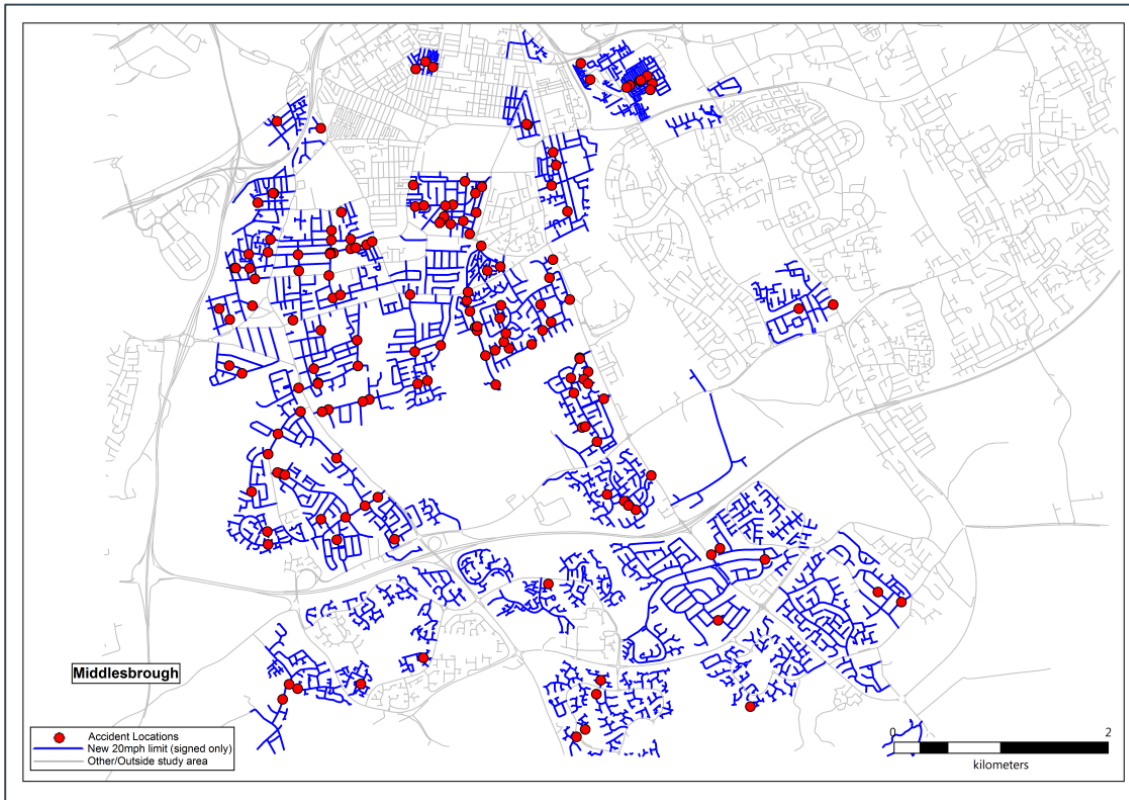 Middlesbrough
Accident Locations
New 20mph limit (signed only)
Other/Outside study area
0 2
kilometers